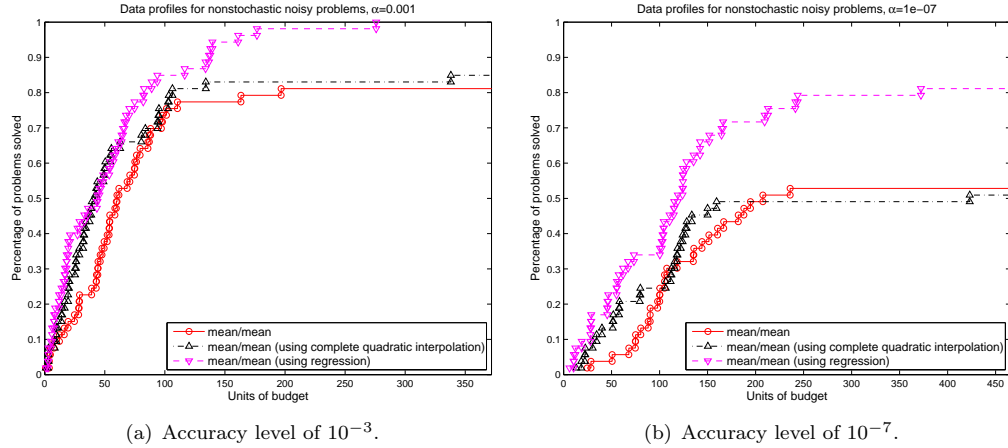 Data profiles for nonstochastic noisy problems, α=0.001
1
0.9
0.8
0.7
0.6
0.5
0.4
0.3
0.2
0.1
0
Percentage of problems solved
0 50 100 150 200 250 300 350
Units of budget
mean/mean
mean/mean (using complete quadratic interpolation)
mean/mean (using regression)
(a) Accuracy level of 10⁻³.
Data profiles for nonstochastic noisy problems, α=1e−07
1
0.9
0.8
0.7
0.6
0.5
0.4
0.3
0.2
0.1
0
Percentage of problems solved
0 50 100 150 200 250 300 350 400 450
Units of budget
mean/mean
mean/mean (using complete quadratic interpolation)
mean/mean (using regression)
(b) Accuracy level of 10⁻⁷.